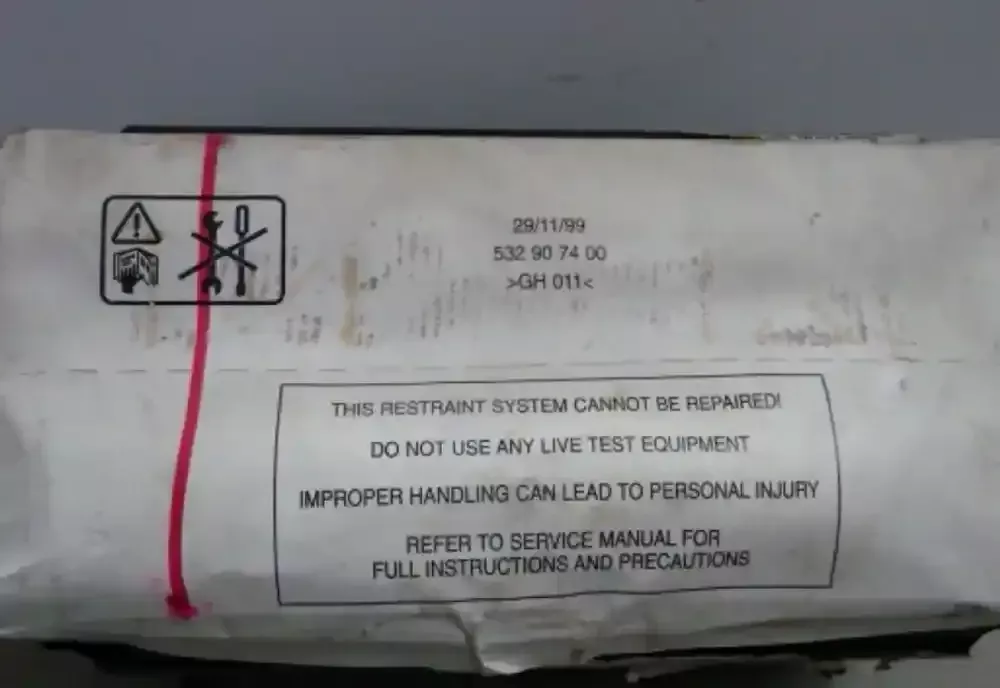 29/11/99
532 90 74 00
>GH 011<
THIS RESTRAINT SYSTEM CANNOT BE REPAIRED!
DO NOT USE ANY LIVE TEST EQUIPMENT
IMPROPER HANDLING CAN LEAD TO PERSONAL INJURY
REFER TO SERVICE MANUAL FOR
FULL INSTRUCTIONS AND PRECAUTIONS